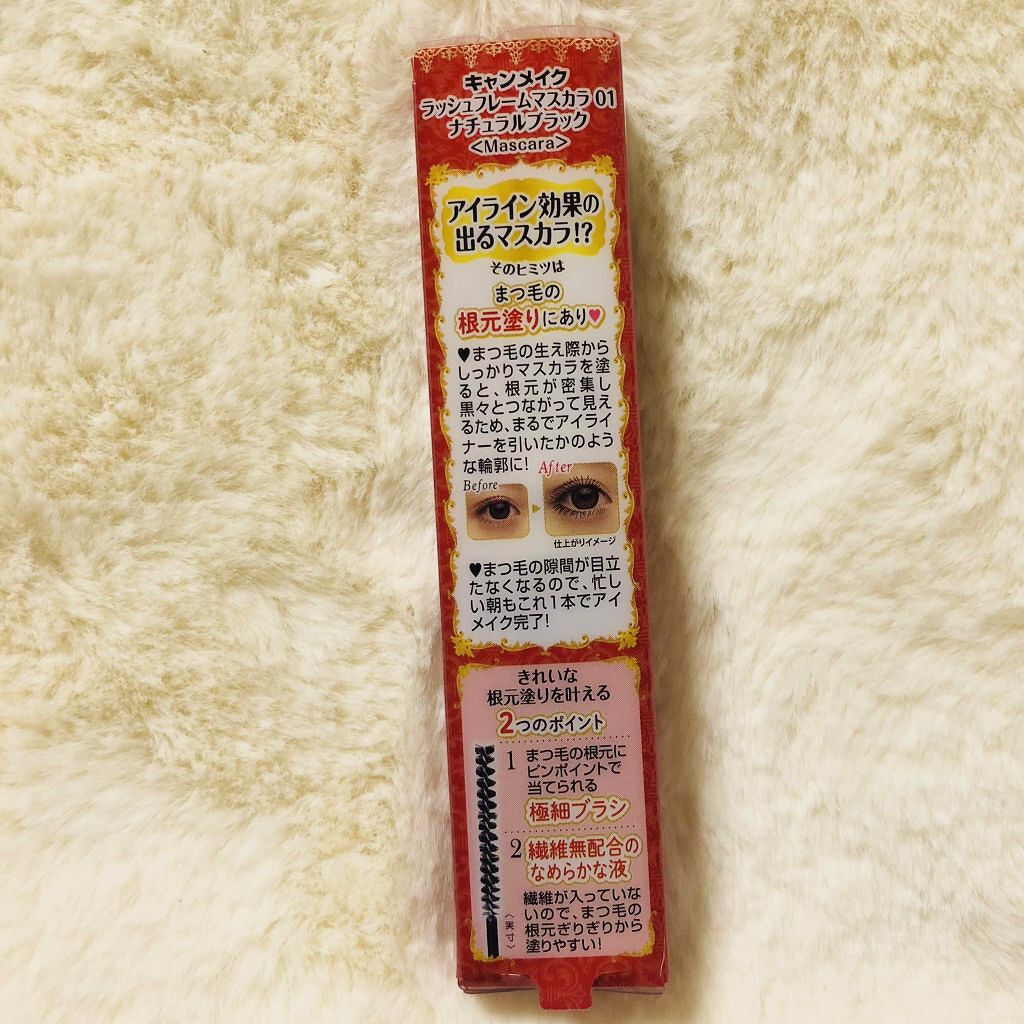 キャンメイク
ラッシュフレームマスカラ 01
ナチュラルブラック
<Mascara>
アイライン効果の
出るマスカラ!?
そのヒミツは
まつ毛の
根元塗りにあり♥
♥まつ毛の生え際から
しっかりマスカラを塗
ると、根元が密集し
黒々とつながって見え
るため、まるでアイライ
ナーを引いたかのよう
な輪郭に!
After
Before
仕上がりイメージ
♥まつ毛の隙間が目立
たなくなるので、忙し
い朝もこれ1本でアイ
メイク完了!
きれいな
根元塗りを叶える
2つのポイント
1 まつ毛の根元に
ピンポイントで
当てられる
極細ブラシ
2 繊維無配合の
なめらかな液
繊維が入っていな
いので、まつ毛の
根元ぎりぎりから
塗りやすい!
〈実寸〉